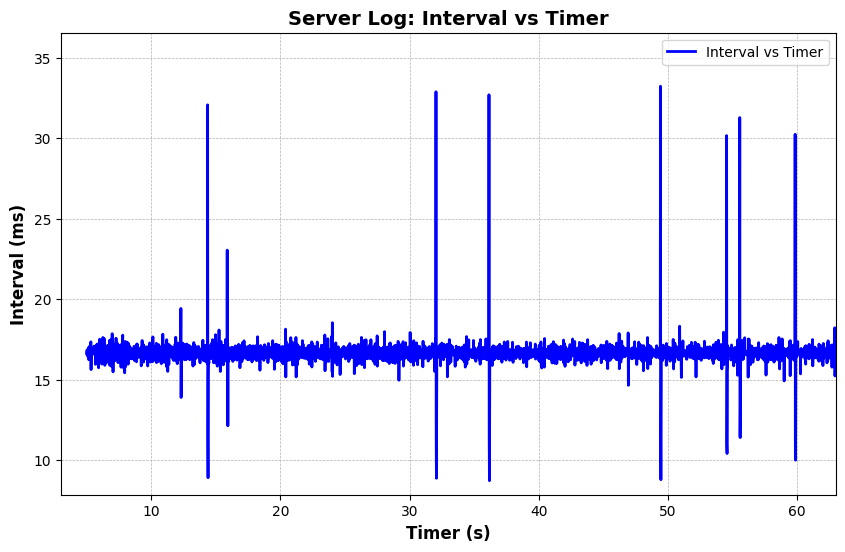 Server Log: Interval vs Timer
Interval vs Timer
35
30
25
20
15
10
Interval (ms)
10 20 30 40 50 60
Timer (s)